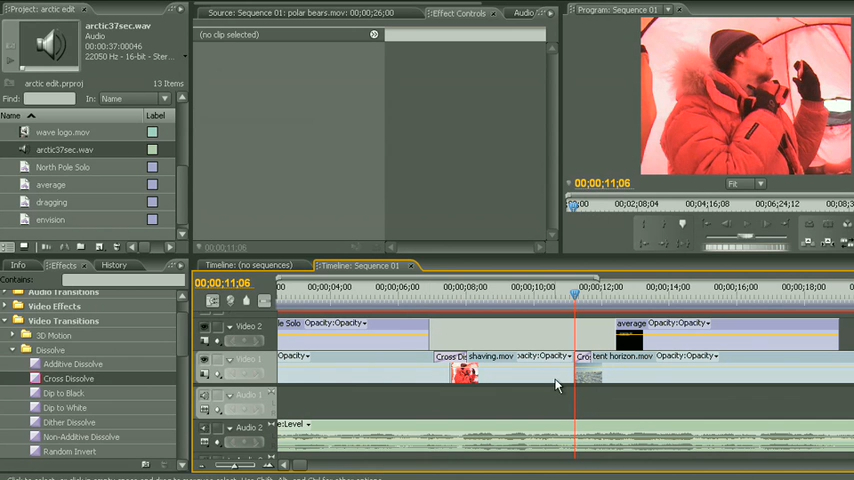 Project: arctic edit
Source: Sequence 01: polar bears.mov: 00;00;26;00
Effect Controls
Audio
Program: Sequence 01
arctic37sec.wav
Audio
00:00:37:00046
22050 Hz - 16-bit - Ster...
(no clip selected)
arctic edit.prproj
13 Items
Find:
In:
Name
Name
Label
wave logo.mov
arctic37sec.wav
North Pole Solo
average
dragging
envision
00;00;11;06
00;00;11;06
Fit
00;00
00;02;08;04
00;04;16;08
00;06;24;12
00;08;3
Info
Effects
History
Timeline: (no sequences)
Timeline: Sequence 01
Contains:
00;00;11;06
00
00;00;04;00
00;00;06;00
00;00;08;00
00;00;10;00
00;00;12;00
00;00;14;00
00;00;16;00
00;00;18;00
Audio Transitions
Video Effects
Video Transitions
3D Motion
Dissolve
Additive Dissolve
Cross Dissolve
Dip to Black
Dip to White
Dither Dissolve
Non-Additive Dissolve
Random Invert
Video 2
le Solo
Opacity:Opacity
average
Opacity:Opacity
Video 1
Opacity
Cross Di
shaving.mov
pacity:Opacity
Cro
tent horizon.mov
Opacity:Opacity
Audio 1
Audio 2
e:Level